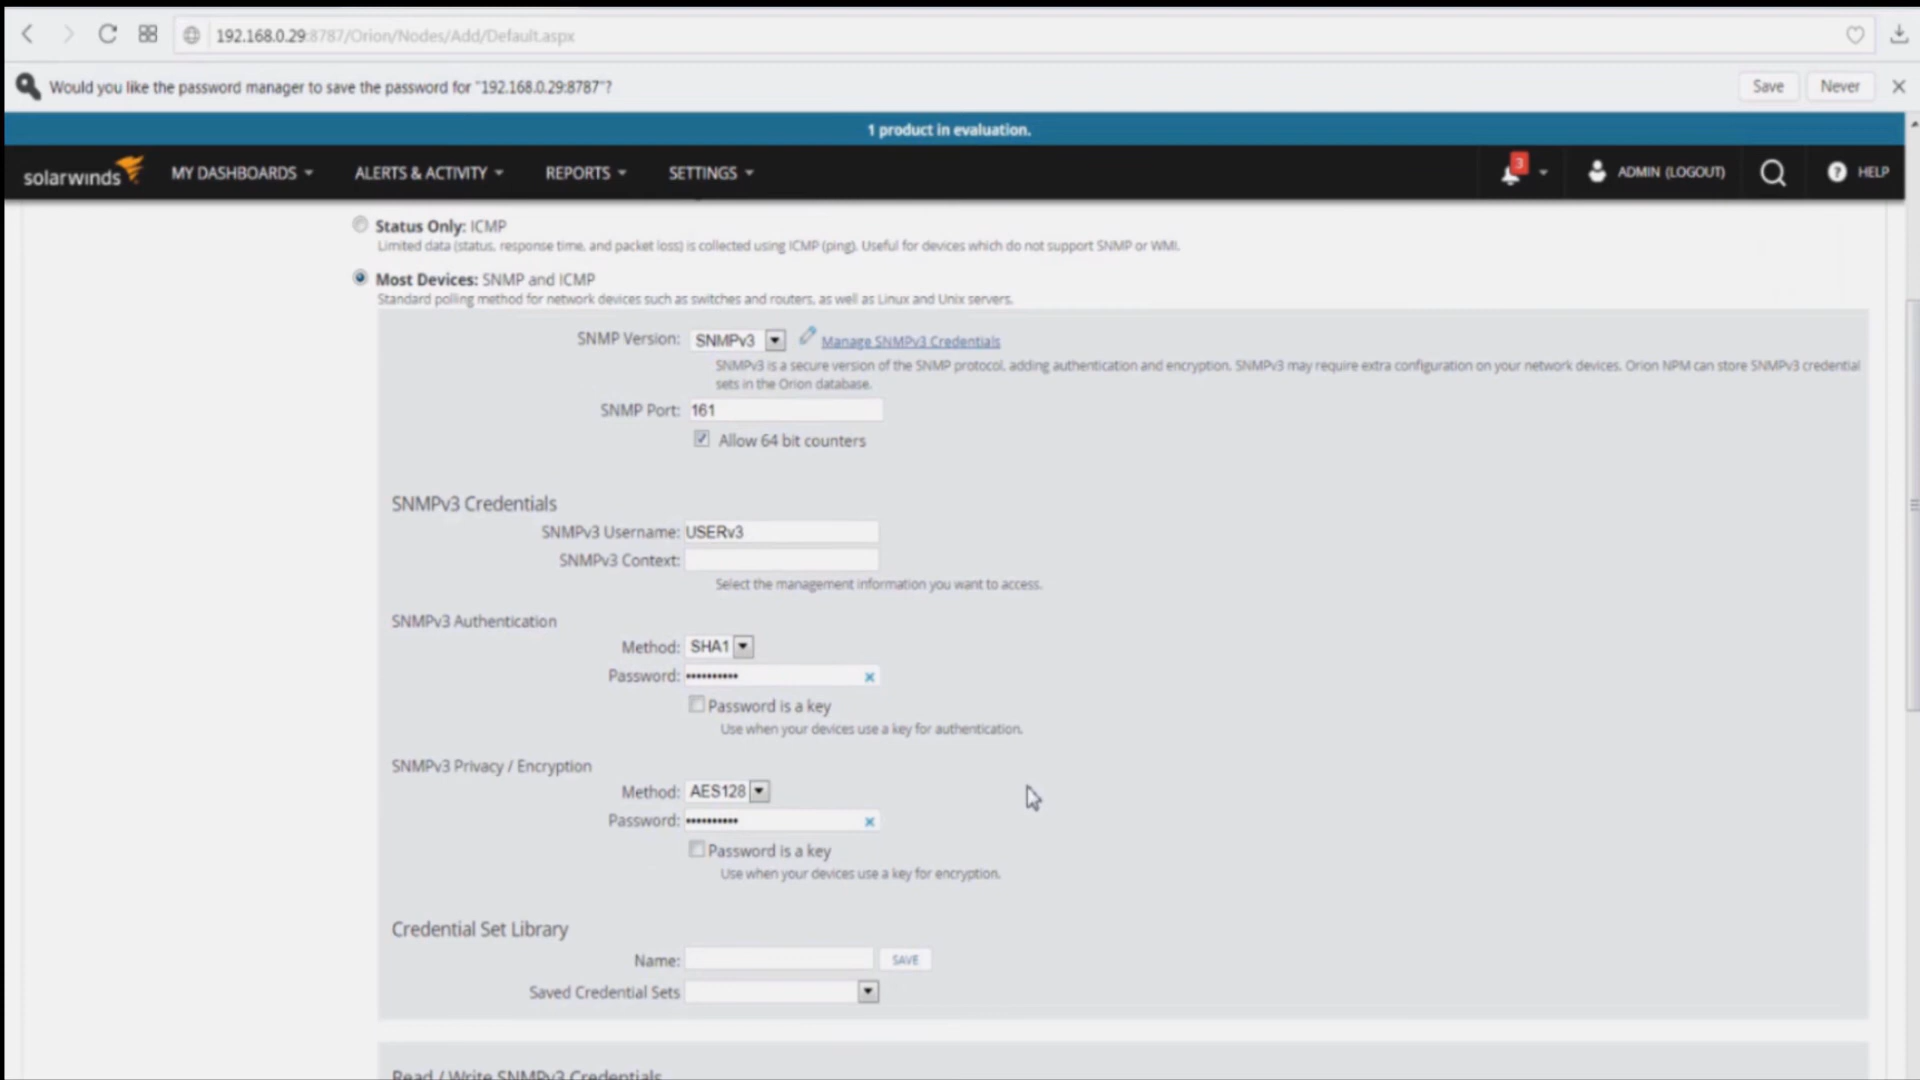 192.168.0.29:8787/Orion/Nodes/Add/Default.aspx
Would you like the password manager to save the password for "192.168.0.29:8787"?
Save
Never
1 product in evaluation.
solarwinds
MY DASHBOARDS
ALERTS & ACTIVITY
REPORTS
SETTINGS
3
ADMIN (LOGOUT)
? HELP
Status Only: ICMP
Limited data (status, response time, and packet loss) is collected using ICMP (ping). Useful for devices which do not support SNMP or WMI.
Most Devices: SNMP and ICMP
Standard polling method for network devices such as switches and routers, as well as Linux and Unix servers.
SNMP Version: SNMPv3 Manage SNMPv3 Credentials
SNMPv3 is a secure version of the SNMP protocol, adding authentication and encryption. SNMPv3 may require extra configuration on your network devices. Orion NPM can store SNMPv3 credential
sets in the Orion database.
SNMP Port: 161
Allow 64 bit counters
SNMPv3 Credentials
SNMPv3 Username: USERv3
SNMPv3 Context:
Select the management information you want to access.
SNMPv3 Authentication
Method: SHA1
Password: ••••••••••
Password is a key
Use when your devices use a key for authentication.
SNMPv3 Privacy / Encryption
Method: AES128
Password: ••••••••••
Password is a key
Use when your devices use a key for encryption.
Credential Set Library
Name:
SAVE
Saved Credential Sets
Read / Write SNMPv3 Credentials